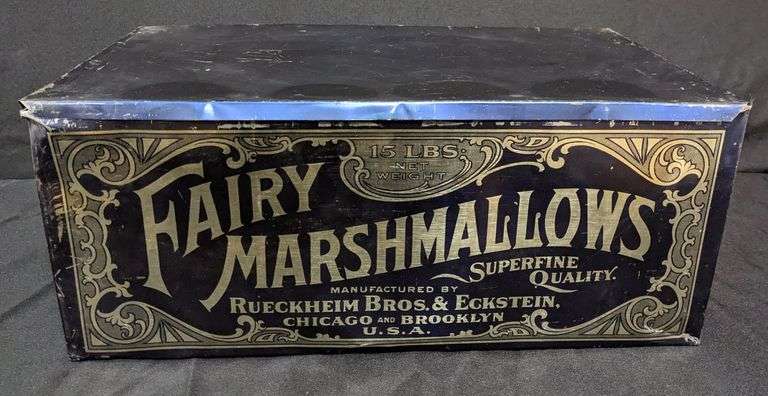 15 LBS.
NET
WEIGHT
FAIRY
MARSHMALLOWS
SUPERFINE
QUALITY.
MANUFACTURED BY
RUECKHEIM BROS. & ECKSTEIN,
CHICAGO AND BROOKLYN
U.S.A.